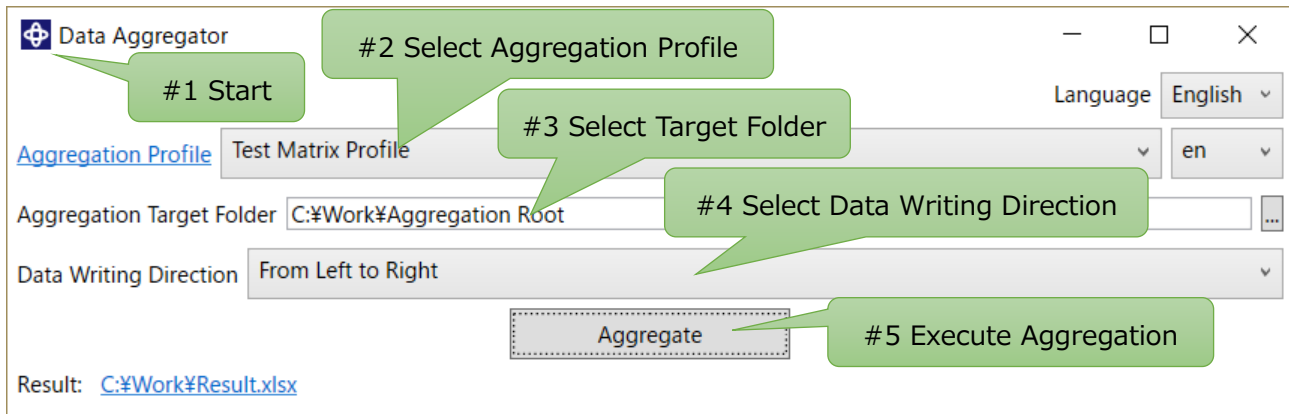 Data Aggregator
#2 Select Aggregation Profile
#1 Start
Language English
#3 Select Target Folder
Aggregation Profile Test Matrix Profile en
Aggregation Target Folder C:¥Work¥Aggregation Root ...
#4 Select Data Writing Direction
Data Writing Direction From Left to Right
Aggregate
#5 Execute Aggregation
Result: C:¥Work¥Result.xlsx